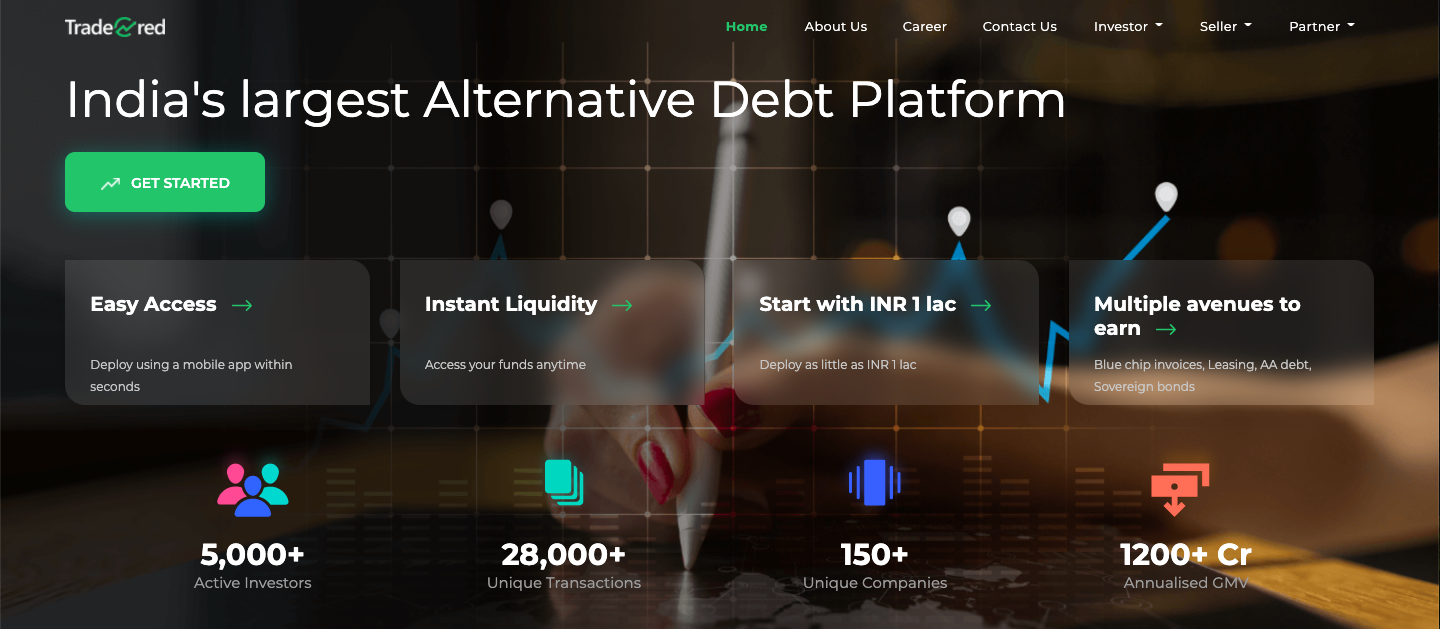 TradeCred
Home About Us Career Contact Us Investor Seller Partner
India's largest Alternative Debt Platform
GET STARTED
Easy Access
Deploy using a mobile app within
seconds
Instant Liquidity
Access your funds anytime
Start with INR 1 lac
Deploy as little as INR 1 lac
Multiple avenues to
earn
Blue chip invoices, Leasing, AA debt,
Sovereign bonds
5,000+
Active Investors
28,000+
Unique Transactions
150+
Unique Companies
1200+ Cr
Annualised GMV